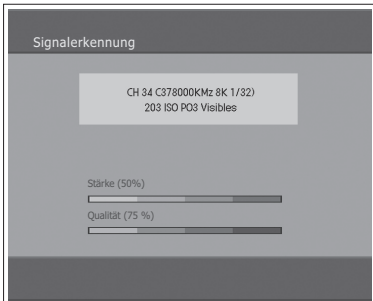 Signalerkennung
CH 34 C378000KMz 8K 1/32)
203 ISO PO3 Visibles
Stärke (50%)
Qualität (75 %)